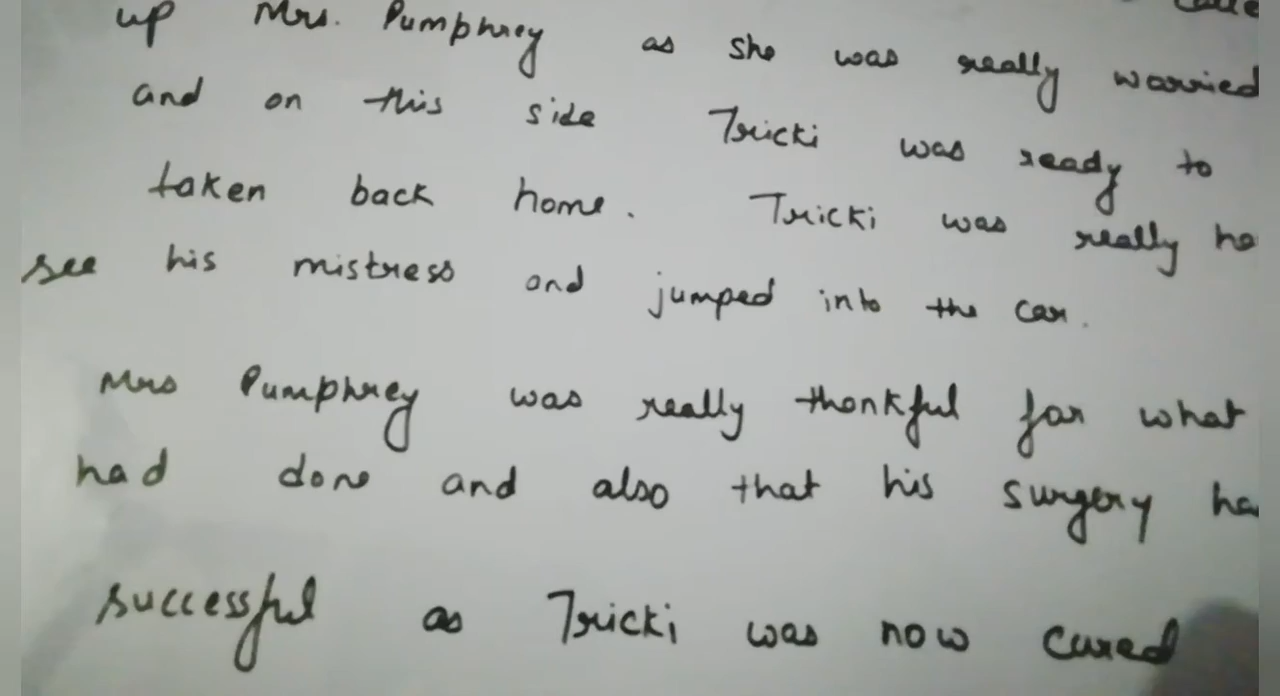 up Mrs. Pumphrey as she was really worried
and on this side Tricki was ready to
taken back home. Tricki was really
see his mistress and jumped into the car.
Mrs Pumphrey was really thankful for what
had done and also that his surgery
successful as Tricki was now cured